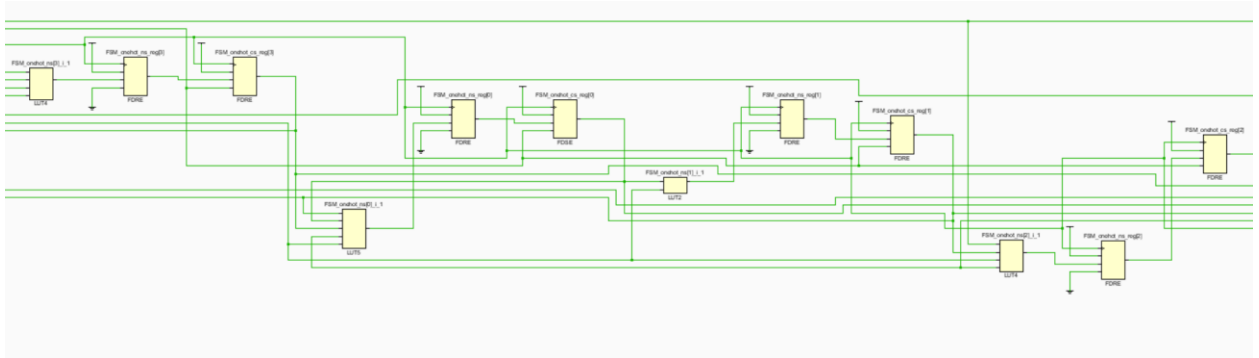 FSM_onehot_ns_reg[3]
FSM_onehot_cs_reg[3]
FSM_onehot_ns[3]_i_1
LUT4
FDRE
FDRE
FSM_onehot_ns_reg[0]
FSM_onehot_cs_reg[0]
FSM_onehot_ns_reg[1]
FSM_onehot_cs_reg[1]
FDRE
FDSE
FDRE
FDRE
FSM_onehot_cs_reg[2]
FDRE
FSM_onehot_ns[1]_i_1
LUT2
FSM_onehot_ns[0]_i_1
LUT5
FSM_onehot_ns[2]_i_1
FSM_onehot_ns_reg[2]
LUT4
FDRE